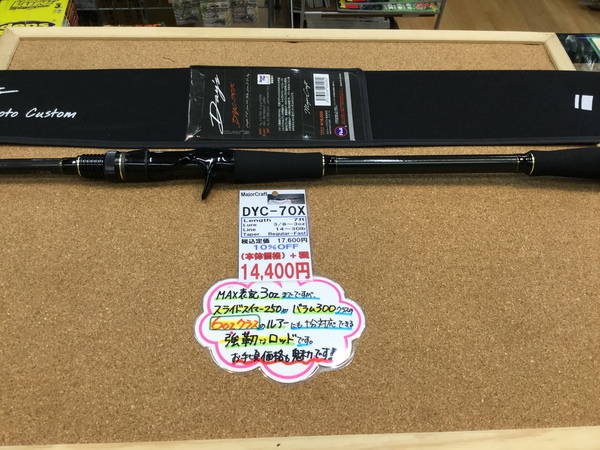 oto Custom
Day's
DYC-70X
MajorCraft
DYC-70X
Length 7ft
Lure 3/8～3oz
Line 14～30lb
Taper Regular-Fast
税込定価 17,600円
10%OFF
(本体価格)+税
14,400円
MAX表記3ozまでですが、
スライドスイマー250や バラム300クラスの
6ozクラスのルアーにも十分対応できる
強靭なロッドです。
お手頃価格も魅力です!